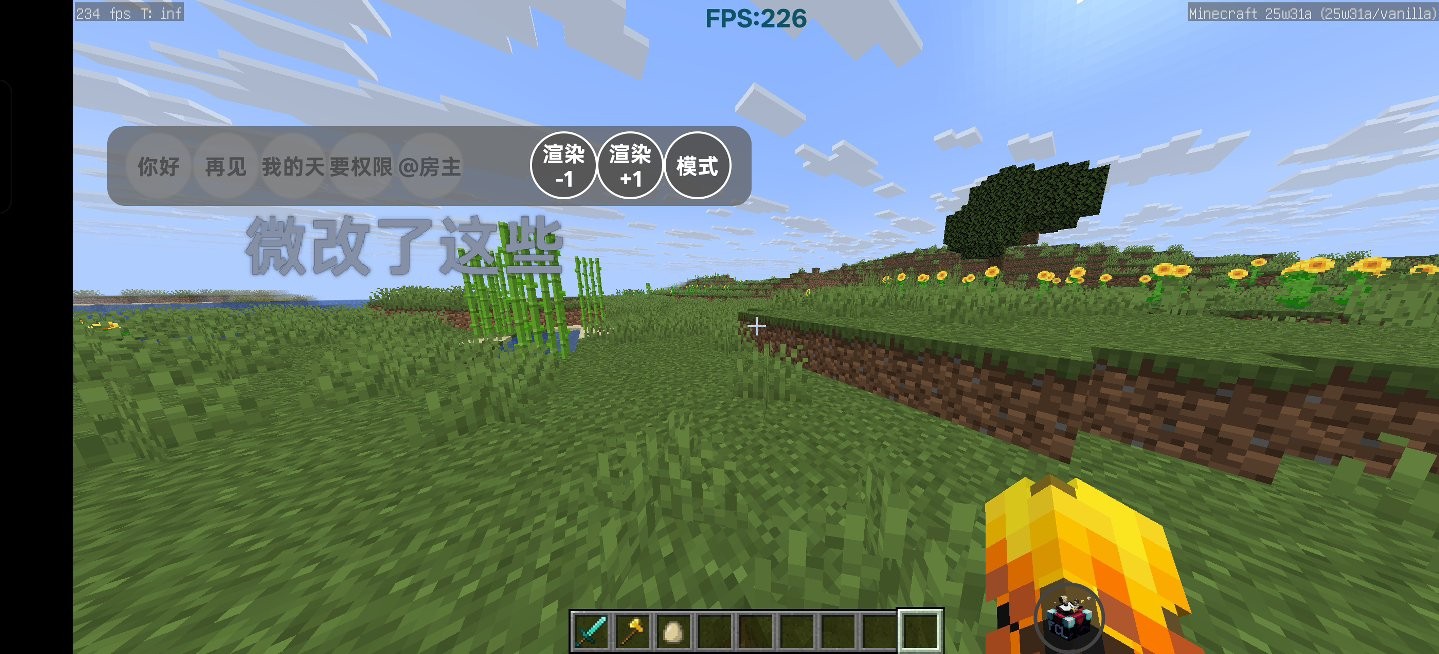 234 fps T: inf
FPS:226
Minecraft 25w31a (25w31a/vanilla)
你好 再见 我的天 要权限 @房主
渲染 -1
渲染 +1
模式
微改了这些
FCL